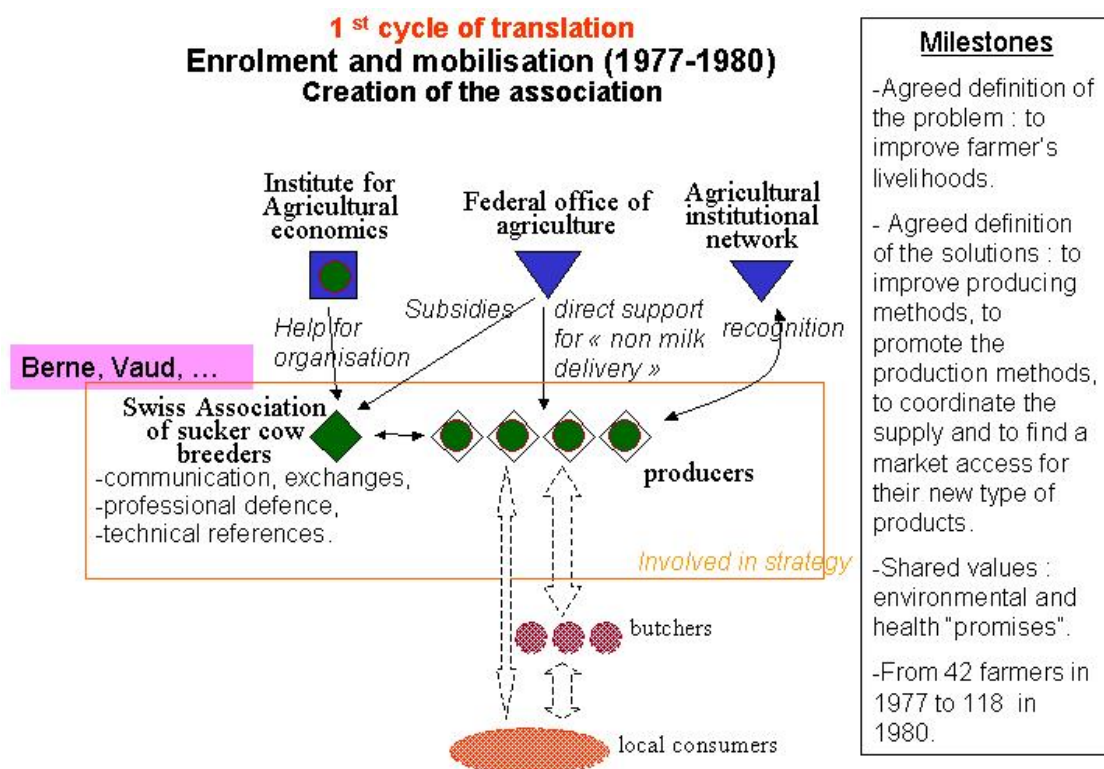 1 st cycle of translation
Enrolment and mobilisation (1977-1980)
Creation of the association
Institute for
Agricultural
economics
Federal office of
agriculture
Agricultural
institutional
network
Help for
organisation
Subsidies
direct support
for « non milk
delivery »
recognition
Berne, Vaud, …
Swiss Association
of sucker cow
breeders
-communication, exchanges,
-professional defence,
-technical references.
producers
Involved in strategy
butchers
local consumers
Milestones
-Agreed definition of
the problem : to
improve farmer's
livelihoods.
- Agreed definition
of the solutions : to
improve producing
methods, to
promote the
production methods,
to coordinate the
supply and to find a
market access for
their new type of
products.
-Shared values :
environmental and
health "promises".
-From 42 farmers in
1977 to 118 in
1980.